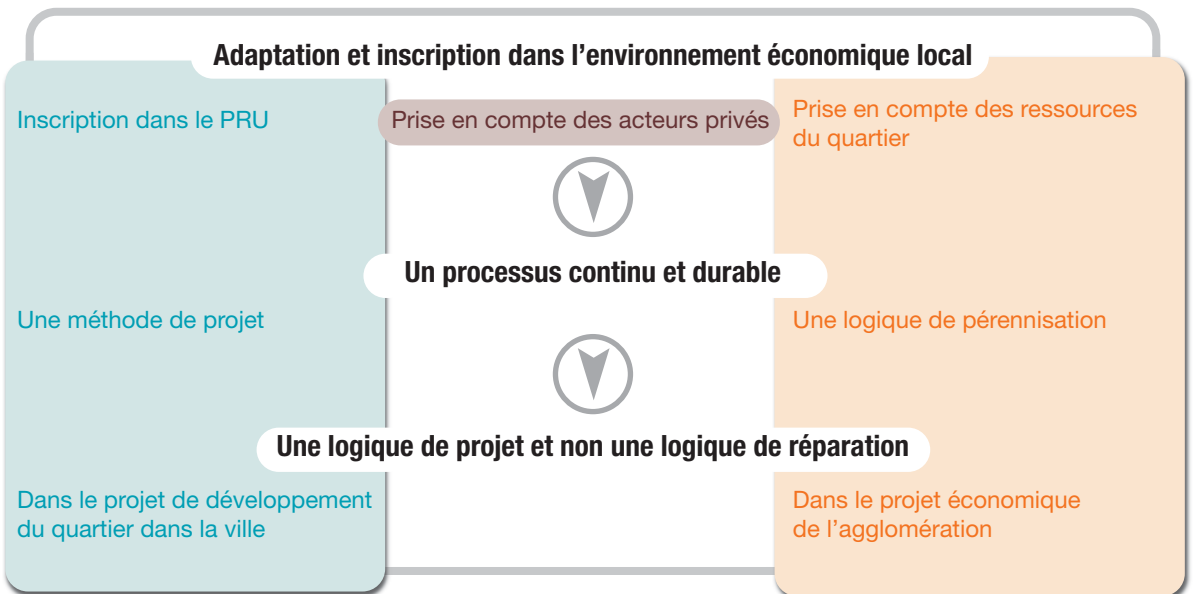 Adaptation et inscription dans l’environnement économique local
Inscription dans le PRU
Prise en compte des acteurs privés
Prise en compte des ressources
du quartier
Un processus continu et durable
Une méthode de projet
Une logique de pérennisation
Une logique de projet et non une logique de réparation
Dans le projet de développement
du quartier dans la ville
Dans le projet économique
de l’agglomération